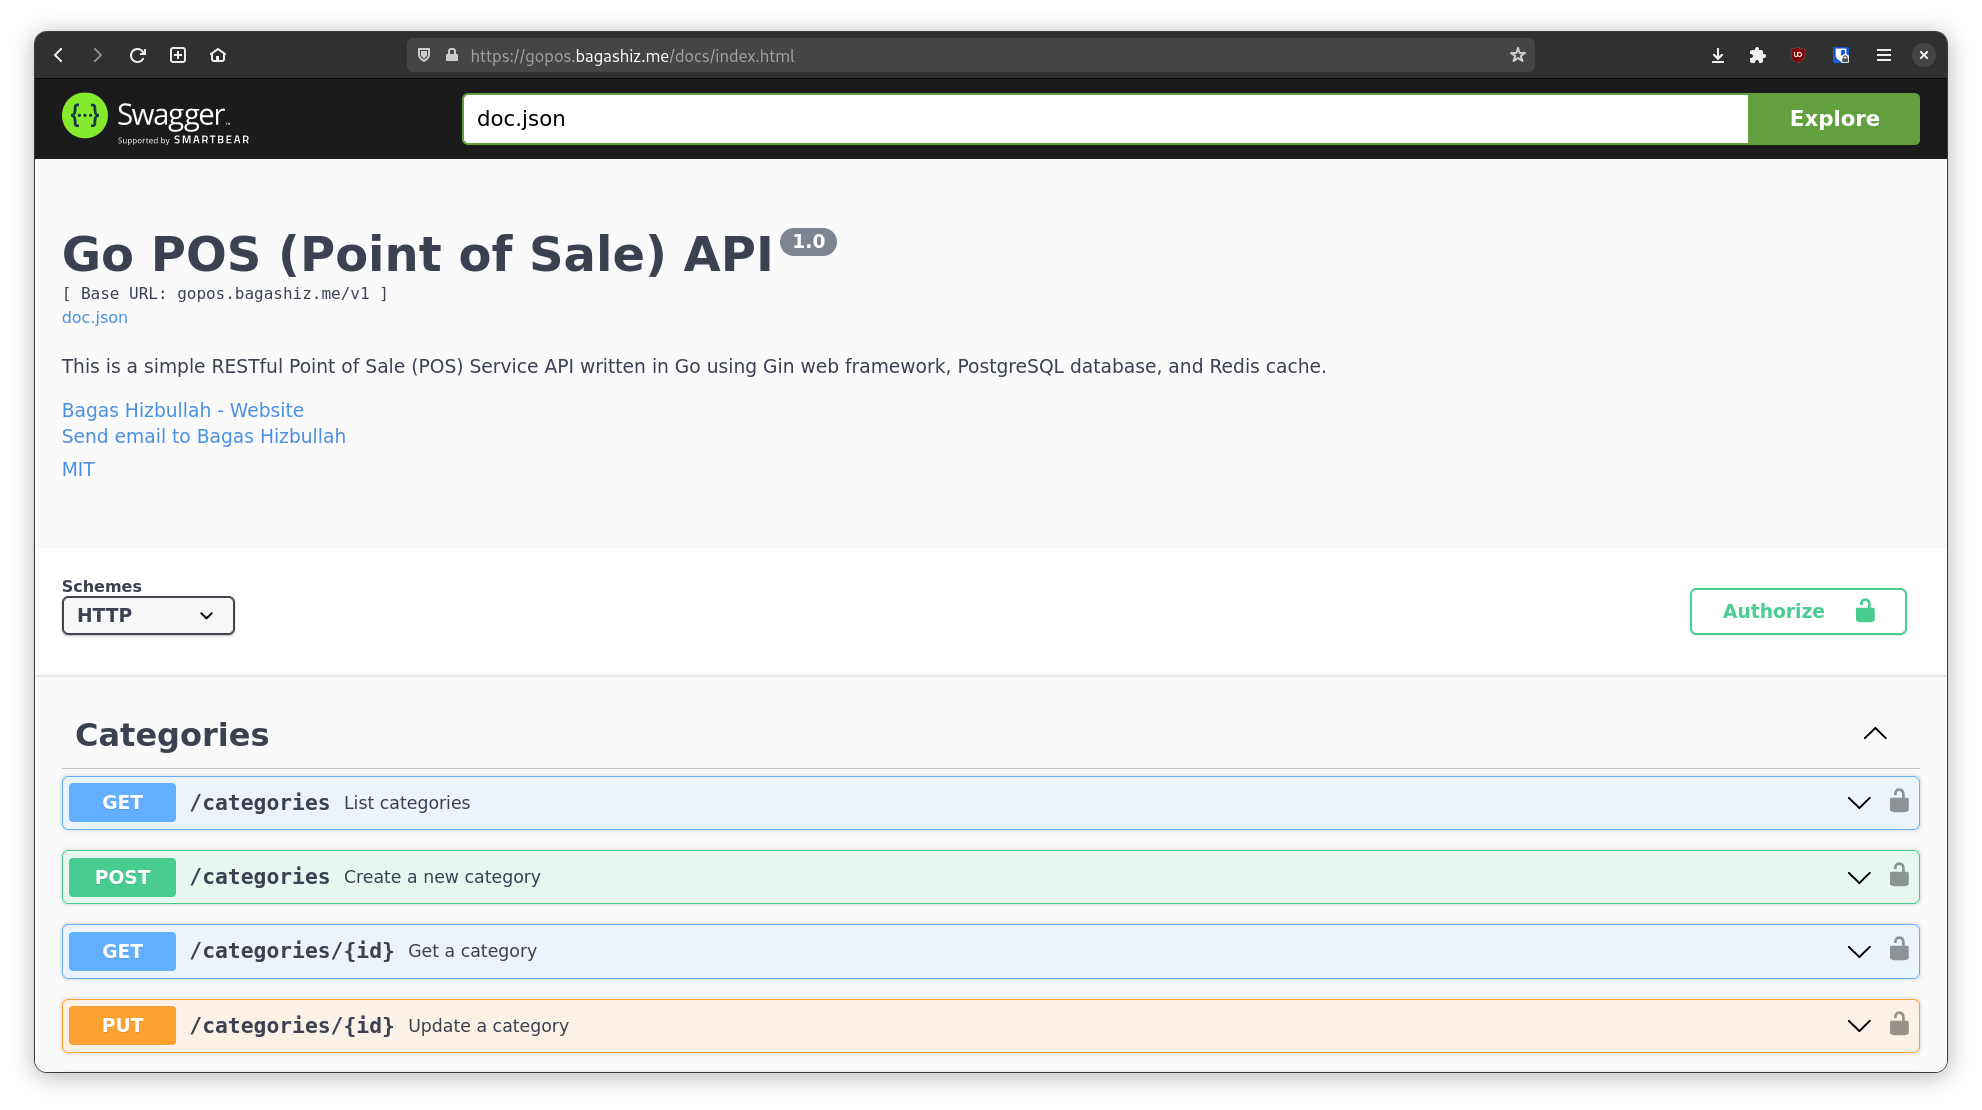 https://gopos.bagashiz.me/docs/index.html
Swagger™
Supported by SMARTBEAR
doc.json
Explore
Go POS (Point of Sale) API 1.0
[ Base URL: gopos.bagashiz.me/v1 ]
doc.json
This is a simple RESTful Point of Sale (POS) Service API written in Go using Gin web framework, PostgreSQL database, and Redis cache.
Bagas Hizbullah - Website
Send email to Bagas Hizbullah
MIT
Schemes
HTTP
Authorize
Categories
GET /categories List categories
POST /categories Create a new category
GET /categories/{id} Get a category
PUT /categories/{id} Update a category